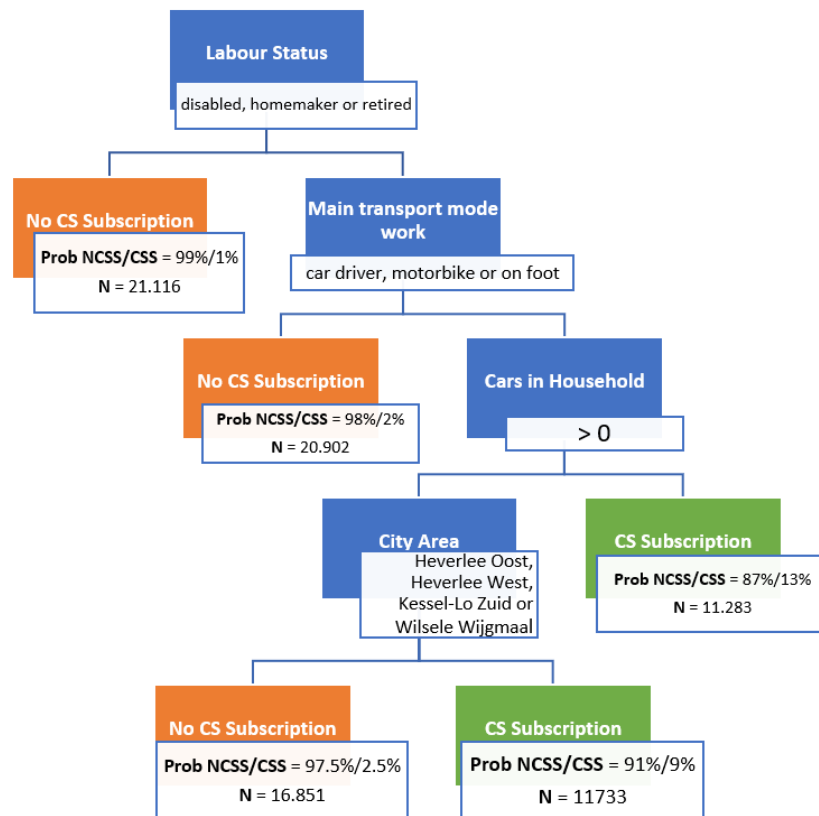 Labour Status
disabled, homemaker or retired
No CS Subscription
Prob NCSS/CSS = 99%/1%
N = 21.116
Main transport mode
work
car driver, motorbike or on foot
No CS Subscription
Prob NCSS/CSS = 98%/2%
N = 20.902
Cars in Household
> 0
City Area
Heverlee Oost,
Heverlee West,
Kessel-Lo Zuid or
Wilsele Wijgmaal
CS Subscription
Prob NCSS/CSS = 87%/13%
N = 11.283
No CS Subscription
Prob NCSS/CSS = 97.5%/2.5%
N = 16.851
CS Subscription
Prob NCSS/CSS = 91%/9%
N = 11733